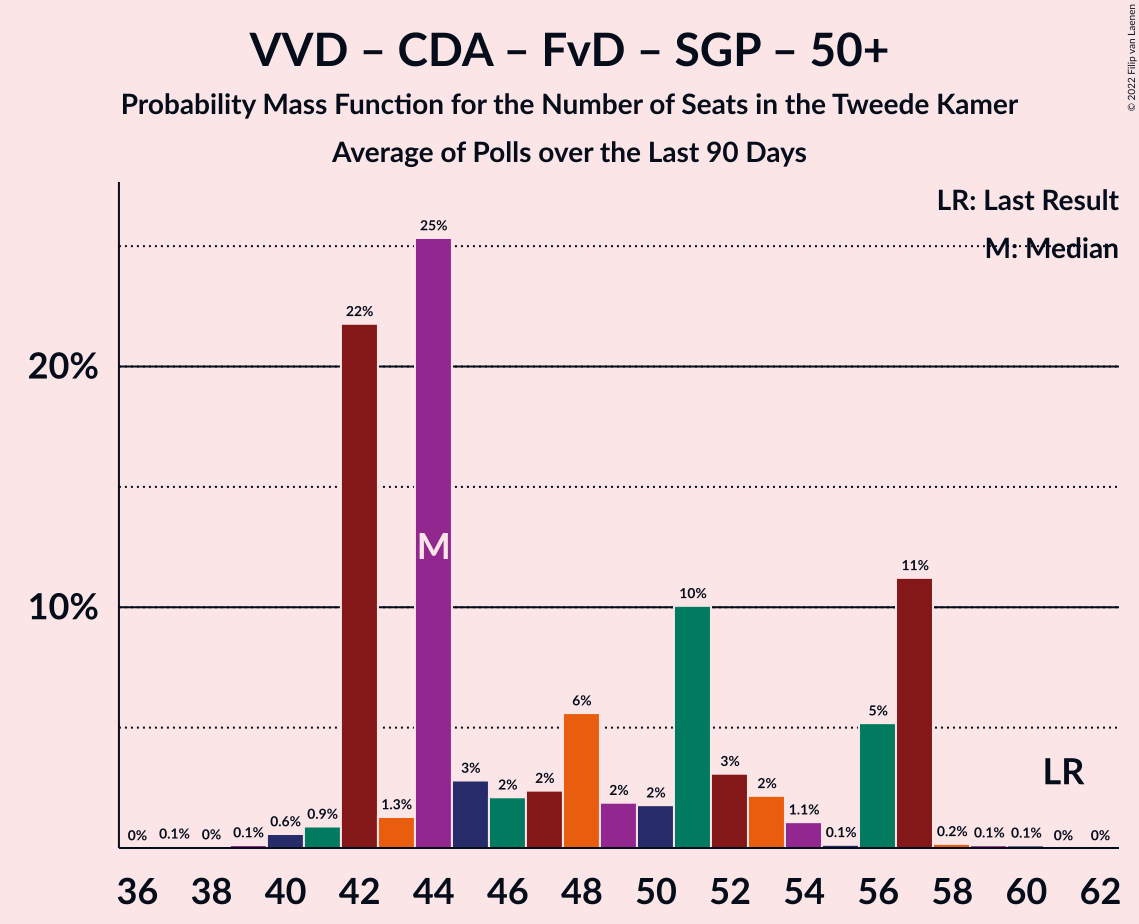 VVD – CDA – FvD – SGP – 50+
Probability Mass Function for the Number of Seats in the Tweede Kamer
Average of Polls over the Last 90 Days
© 2022 Filip van Laenen
LR: Last Result
M: Median
20%
10%
0% 0.1% 0% 0.1% 0.6% 0.9% 22% 1.3% 25% 3% 2% 2% 6% 2% 2% 10% 3% 2% 1.1% 0.1% 5% 11% 0.2% 0.1% 0.1% 0% 0%
M
LR
36 38 40 42 44 46 48 50 52 54 56 58 60 62